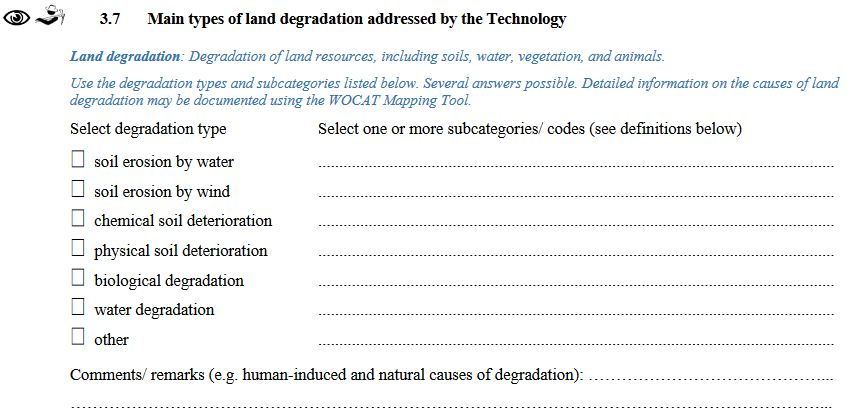 3.7 Main types of land degradation addressed by the Technology
Land degradation: Degradation of land resources, including soils, water, vegetation, and animals.
Use the degradation types and subcategories listed below. Several answers possible. Detailed information on the causes of land
degradation may be documented using the WOCAT Mapping Tool.
Select degradation type Select one or more subcategories/ codes (see definitions below)
☐ soil erosion by water ................................................................
☐ soil erosion by wind ................................................................
☐ chemical soil deterioration ................................................................
☐ physical soil deterioration ................................................................
☐ biological degradation ................................................................
☐ water degradation ................................................................
☐ other ................................................................
Comments/ remarks (e.g. human-induced and natural causes of degradation): ................................
................................................................